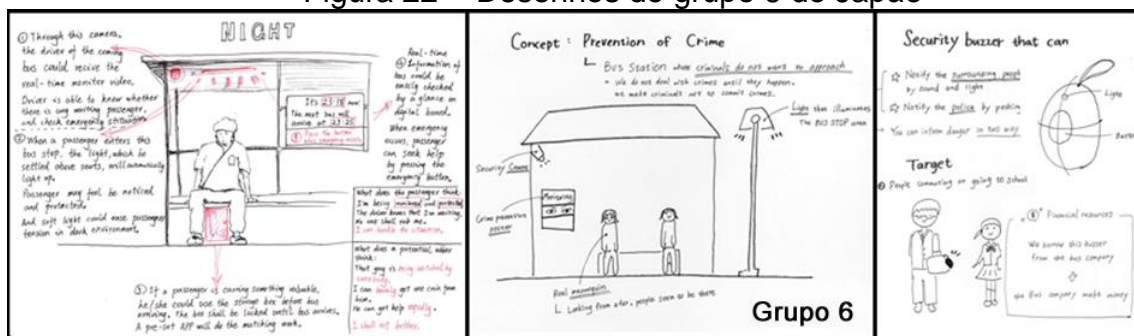 Figura 22 – Desenhos do grupo 6 do Japão
NIGHT
① Through this camera,
the driver of the coming
bus could recive the
real-time monitor video.
Driver is able to know whether
there is any waiting passenger,
and check emergency situation.
② When a passenger enters this
bus stop, the light, which be
settled above seats, will automatically
light up.
Passenger may feel be noticed
and protected.
And soft light could ease passenger
tension in dark environment.
③ If a passenger is carrying something valuable,
he/she could use the storage box before bus
arriving. The box shall be locked until bus arrives.
A pre-set APP will do the matching work.
It's 23:18 now!
The next bus will
arrive at 23:25
Press the button
when emergency occurs
Real-time
④ Information of
bus could be
easily checked
by a glance on
digital board.
When emergency
occurs, passenger
can seek help
by pressing the
emergency button.
What does the passenger think:
I'm being monitored and protected
The driver knows that I'm waiting.
No one shall rob me.
I can handle the situation.
What does a potential robber
think:
That guy is being watched by
everybody.
I can barely get one coin from
him.
He can get help rapidly.
I shall not bother.
Concept : Prevention of Crime
Bus Station where criminals do not want to approach
= We do not deal with crimes until they happen.
We make criminals not to commit crimes.
Light that illuminates
the BUS STOP area.
Security Camera
Crime prevention
poster
Monitoring
Real mannequin
Looking from afar, people seem to be there
Grupo 6
Security buzzer that can
☆ Notify the surrounding people
by sound and light
☆ Notify the police by pushing
You can inform danger in two way
Light
Button
Target
People commuting or going to school
Financial resources
We borrow this buzzer
from the bus company
the Bus company make money